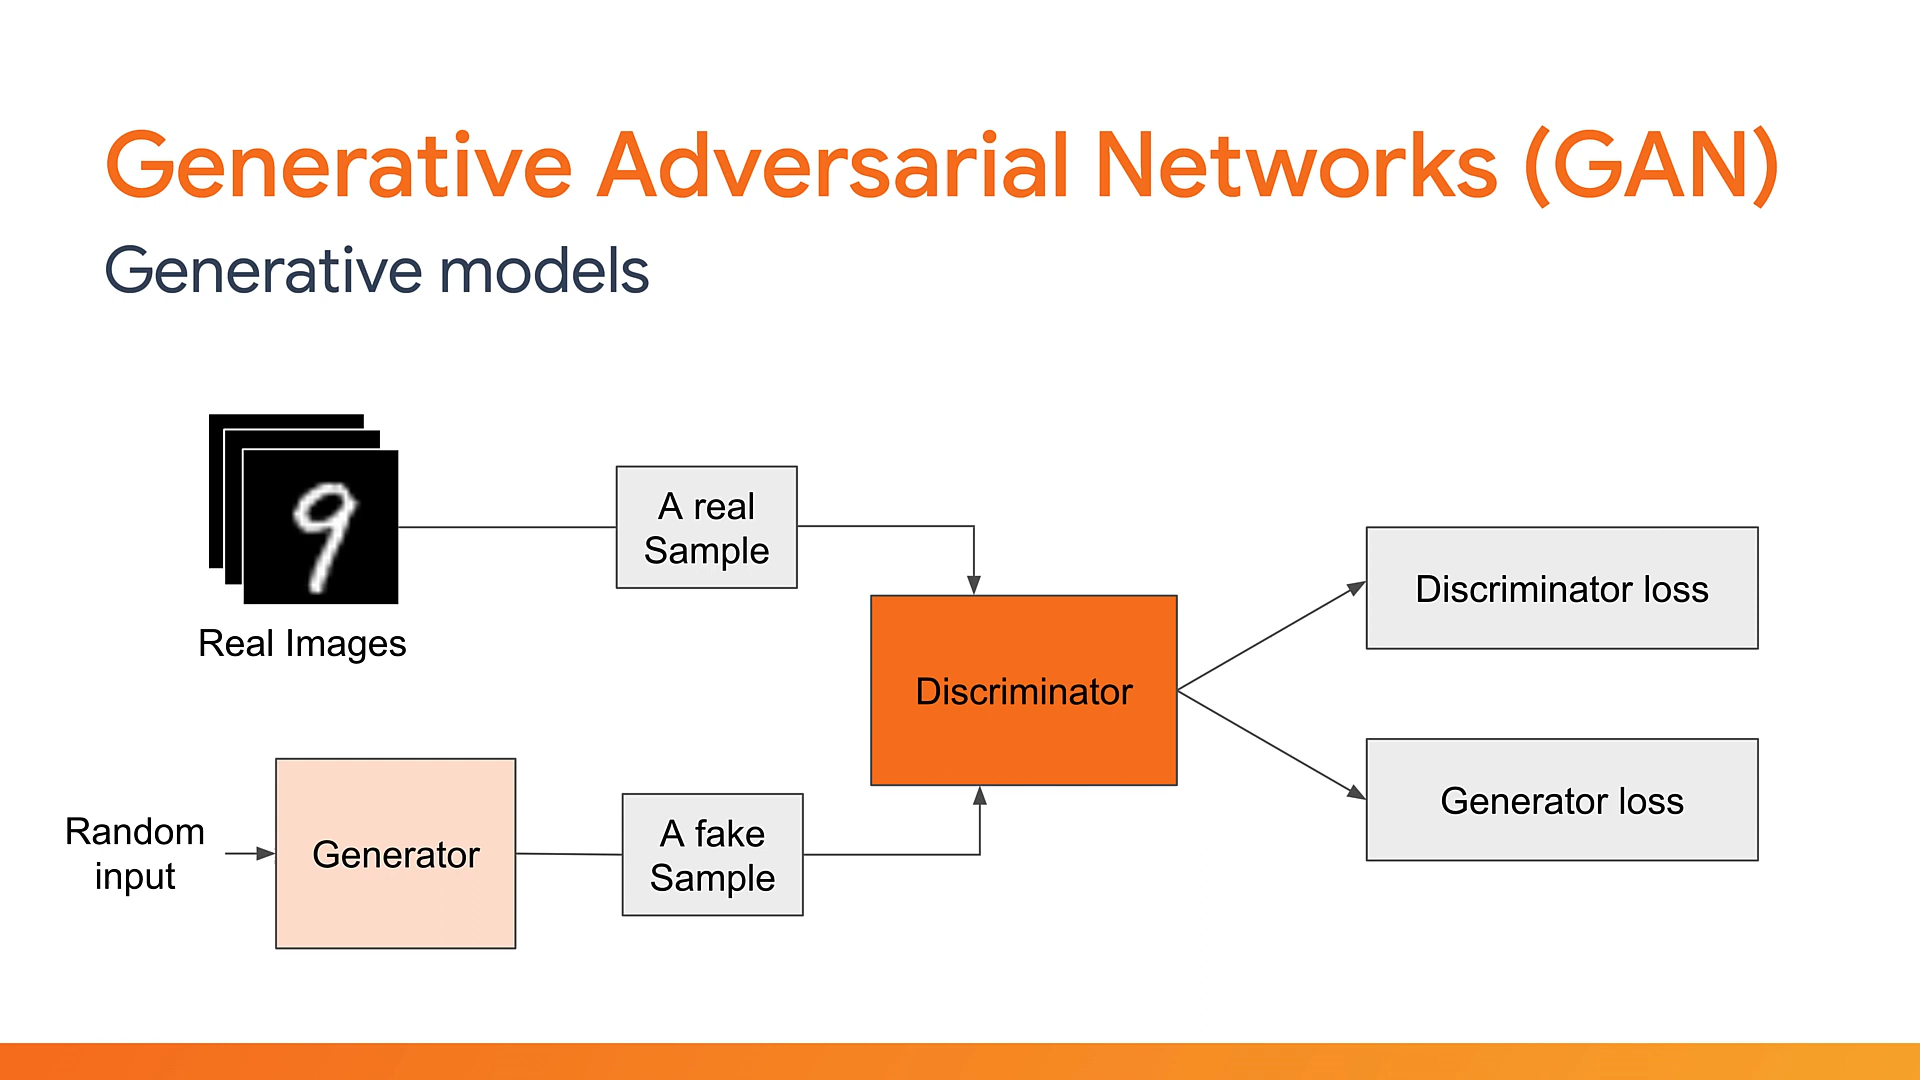 Generative Adversarial Networks (GAN)
Generative models
9
Real Images
A real
Sample
Discriminator
Discriminator loss
Generator loss
Random
input
Generator
A fake
Sample